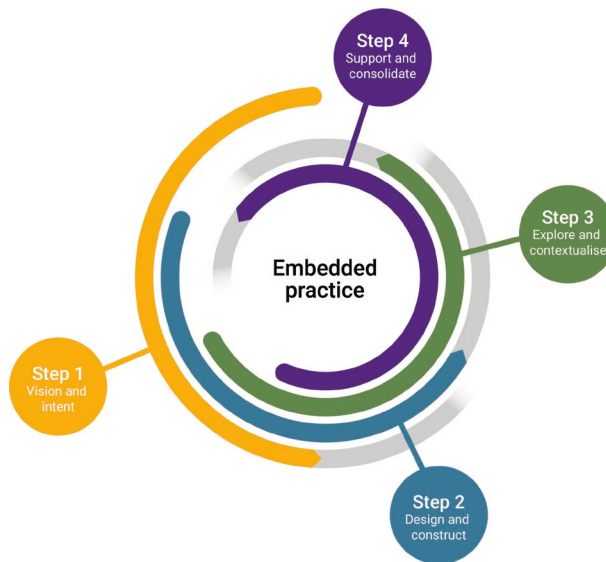 Step 4
Support and
consolidate
Step 3
Explore and
contextualise
Embedded
practice
Step 1
Vision and
intent
Step 2
Design and
construct